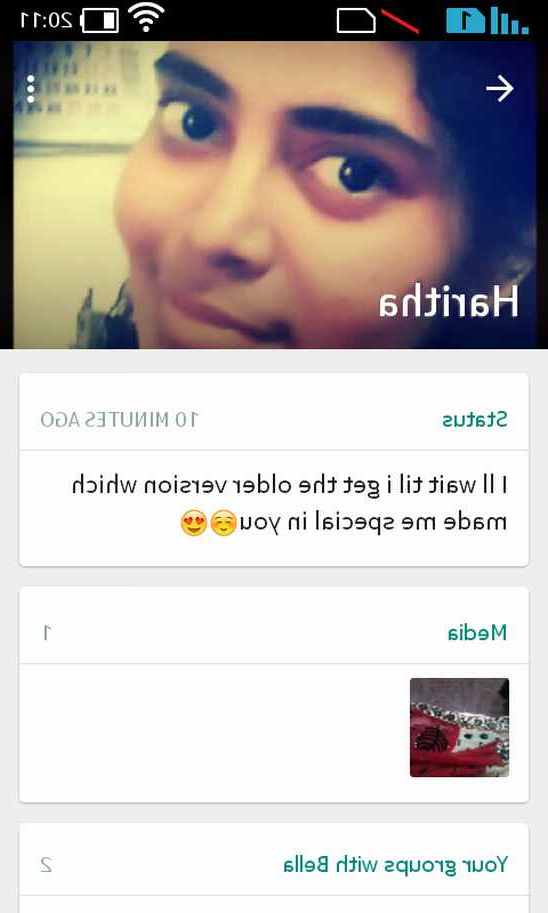 20:11
1
Haritha
Status 10 MINUTES AGO
I ll wait til i get the older version which
made me special in you☺️😍
Media 1
Your groups with Bella 2